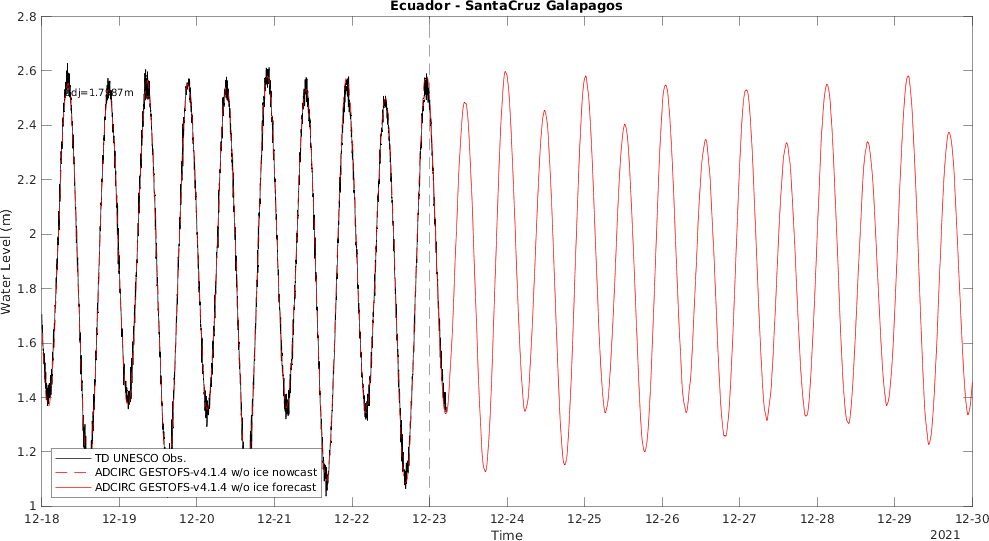 Ecuador - SantaCruz Galapagos
2.8
2.6
2.4
2.2
2
1.8
1.6
1.4
1.2
1
Water Level (m)
TD UNESCO Obs.
ADCIRC GESTOFS-v4.1.4 w/o ice nowcast
ADCIRC GESTOFS-v4.1.4 w/o ice forecast
12-18 12-19 12-20 12-21 12-22 12-23 12-24 12-25 12-26 12-27 12-28 12-29 12-30
Time
2021